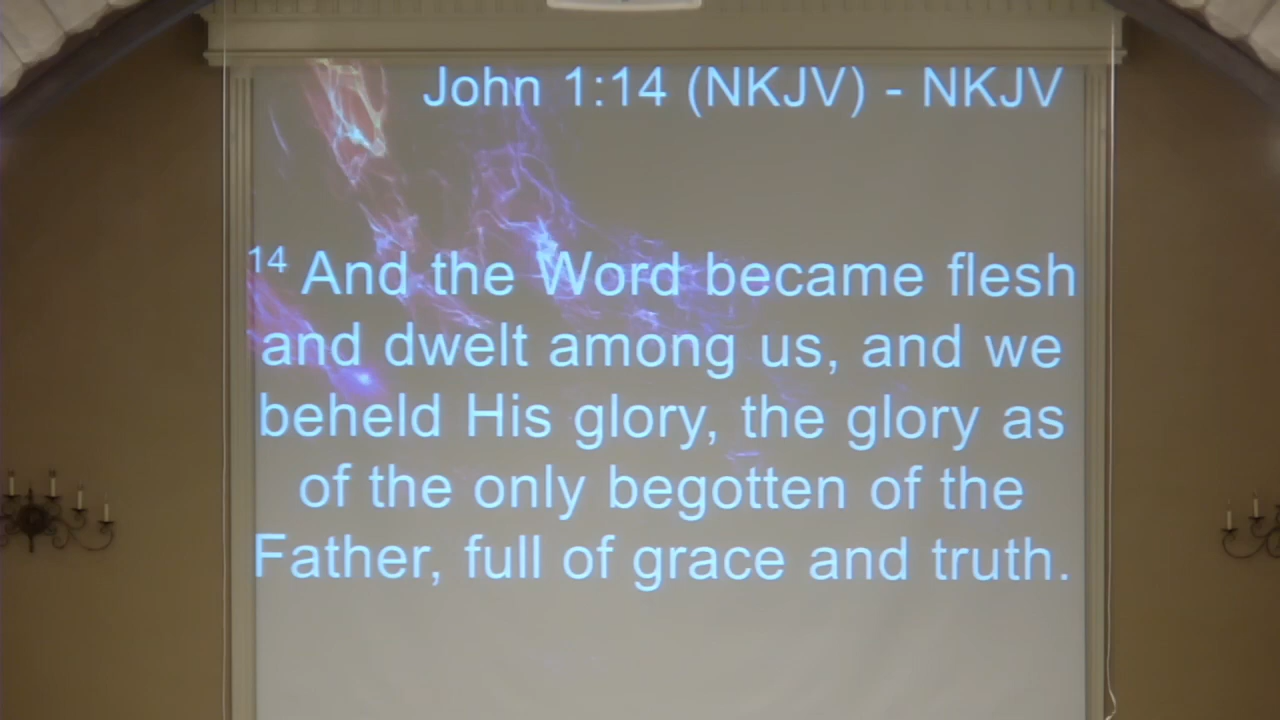 John 1:14 (NKJV) - NKJV
14 And the Word became flesh
and dwelt among us, and we
beheld His glory, the glory as
of the only begotten of the
Father, full of grace and truth.